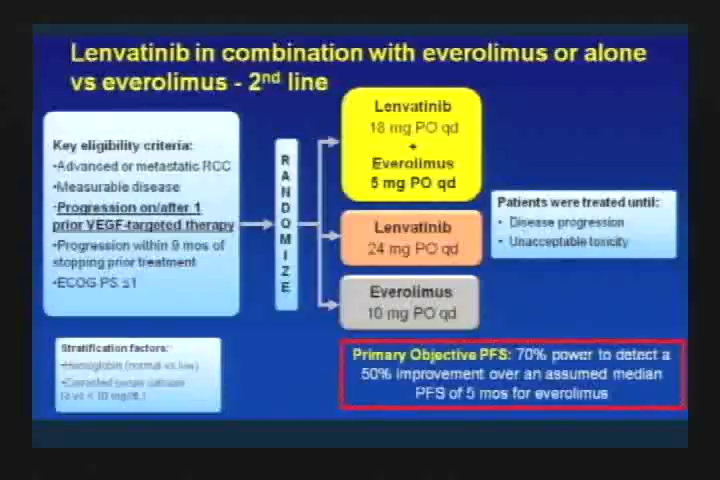 Lenvatinib in combination with everolimus or alone
vs everolimus - 2nd line
Key eligibility criteria:
•Advanced or metastatic RCC
•Measurable disease
•Progression on/after 1
prior VEGF-targeted therapy
•Progression within 9 mos of
stopping prior treatment
•ECOG PS ≤1
RANDOMIZE
Lenvatinib
18 mg PO qd
+
Everolimus
5 mg PO qd
Lenvatinib
24 mg PO qd
Everolimus
10 mg PO qd
Patients were treated until:
• Disease progression
• Unacceptable toxicity
Stratification factors:
•Hemoglobin (normal vs low)
•Corrected serum calcium
10 mg/dL)
Primary Objective PFS: 70% power to detect a
50% improvement over an assumed median
PFS of 5 mos for everolimus